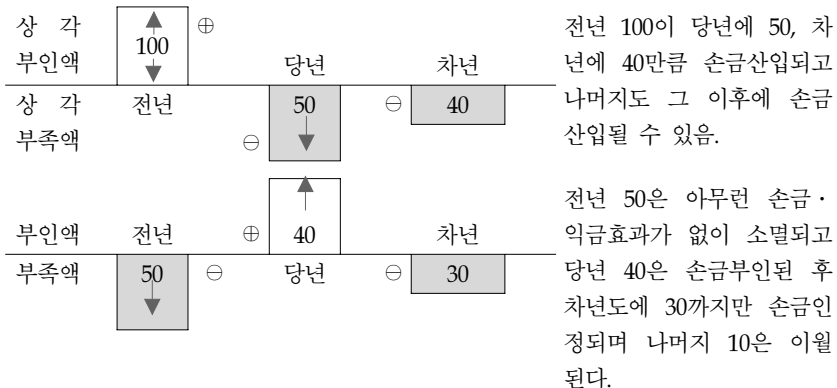 상 각
부인액
100
⊕
당년
차년
상 각
부족액
전년
50
⊖
⊖
40
전년 100이 당년에 50, 차
년에 40만큼 손금산입되고
나머지도 그 이후에 손금
산입될 수 있음.
부인액
전년
⊕
40
차년
부족액
50
⊖
당년
⊖
30
전년 50은 아무런 손금·
익금효과가 없이 소멸되고
당년 40은 손금부인된 후
차년도에 30까지만 손금인
정되며 나머지 10은 이월
된다.